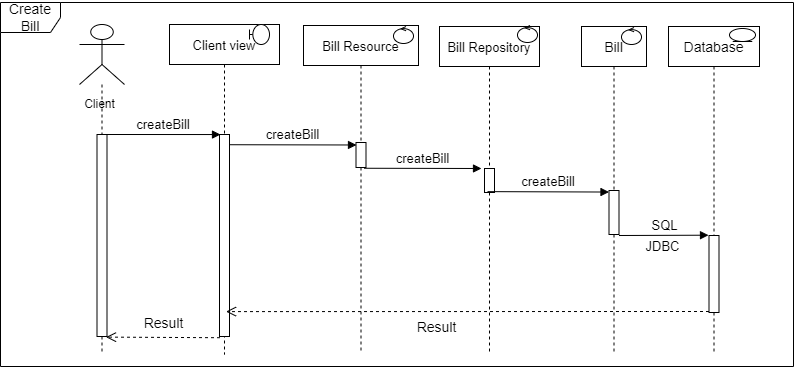 Create
Bill
Client view
Bill Resource
Bill Repository
Bill
Database
Client
createBill
createBill
createBill
createBill
SQL
JDBC
Result
Result